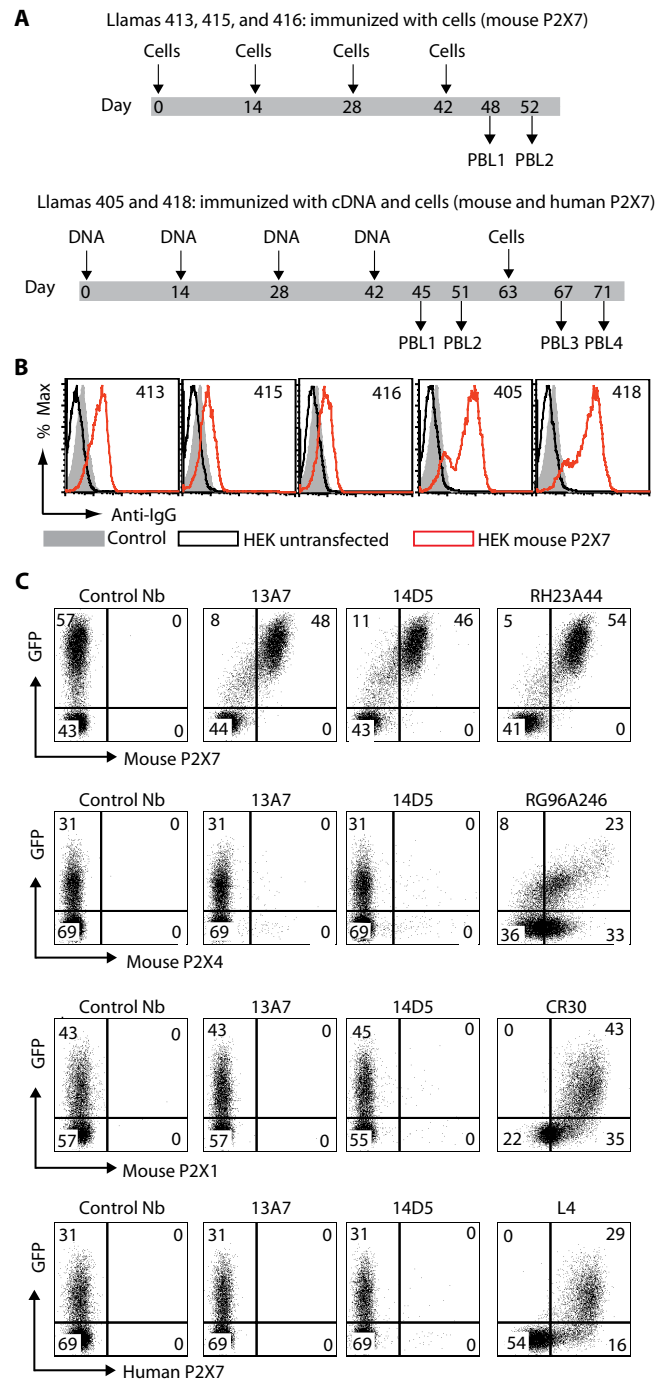 A
Llamas 413, 415, and 416: immunized with cells (mouse P2X7)
Cells Cells Cells Cells
Day 0 14 28 42 48 52
PBL1 PBL2
Llamas 405 and 418: immunized with cDNA and cells (mouse and human P2X7)
DNA DNA DNA DNA Cells
Day 0 14 28 42 45 51 63 67 71
PBL1 PBL2 PBL3 PBL4
B
% Max
413 415 416 405 418
Anti-IgG
Control HEK untransfected HEK mouse P2X7
C
Control Nb 13A7 14D5 RH23A44
GFP
57 0 8 48 11 46 5 54
43 0 44 0 43 0 41 0
Mouse P2X7
Control Nb 13A7 14D5 RG96A246
GFP
31 0 31 0 31 0 8 23
69 0 69 0 69 0 36 33
Mouse P2X4
Control Nb 13A7 14D5 CR30
GFP
43 0 43 0 45 0 0 43
57 0 57 0 55 0 22 35
Mouse P2X1
Control Nb 13A7 14D5 L4
GFP
31 0 31 0 31 0 0 29
69 0 69 0 69 0 54 16
Human P2X7